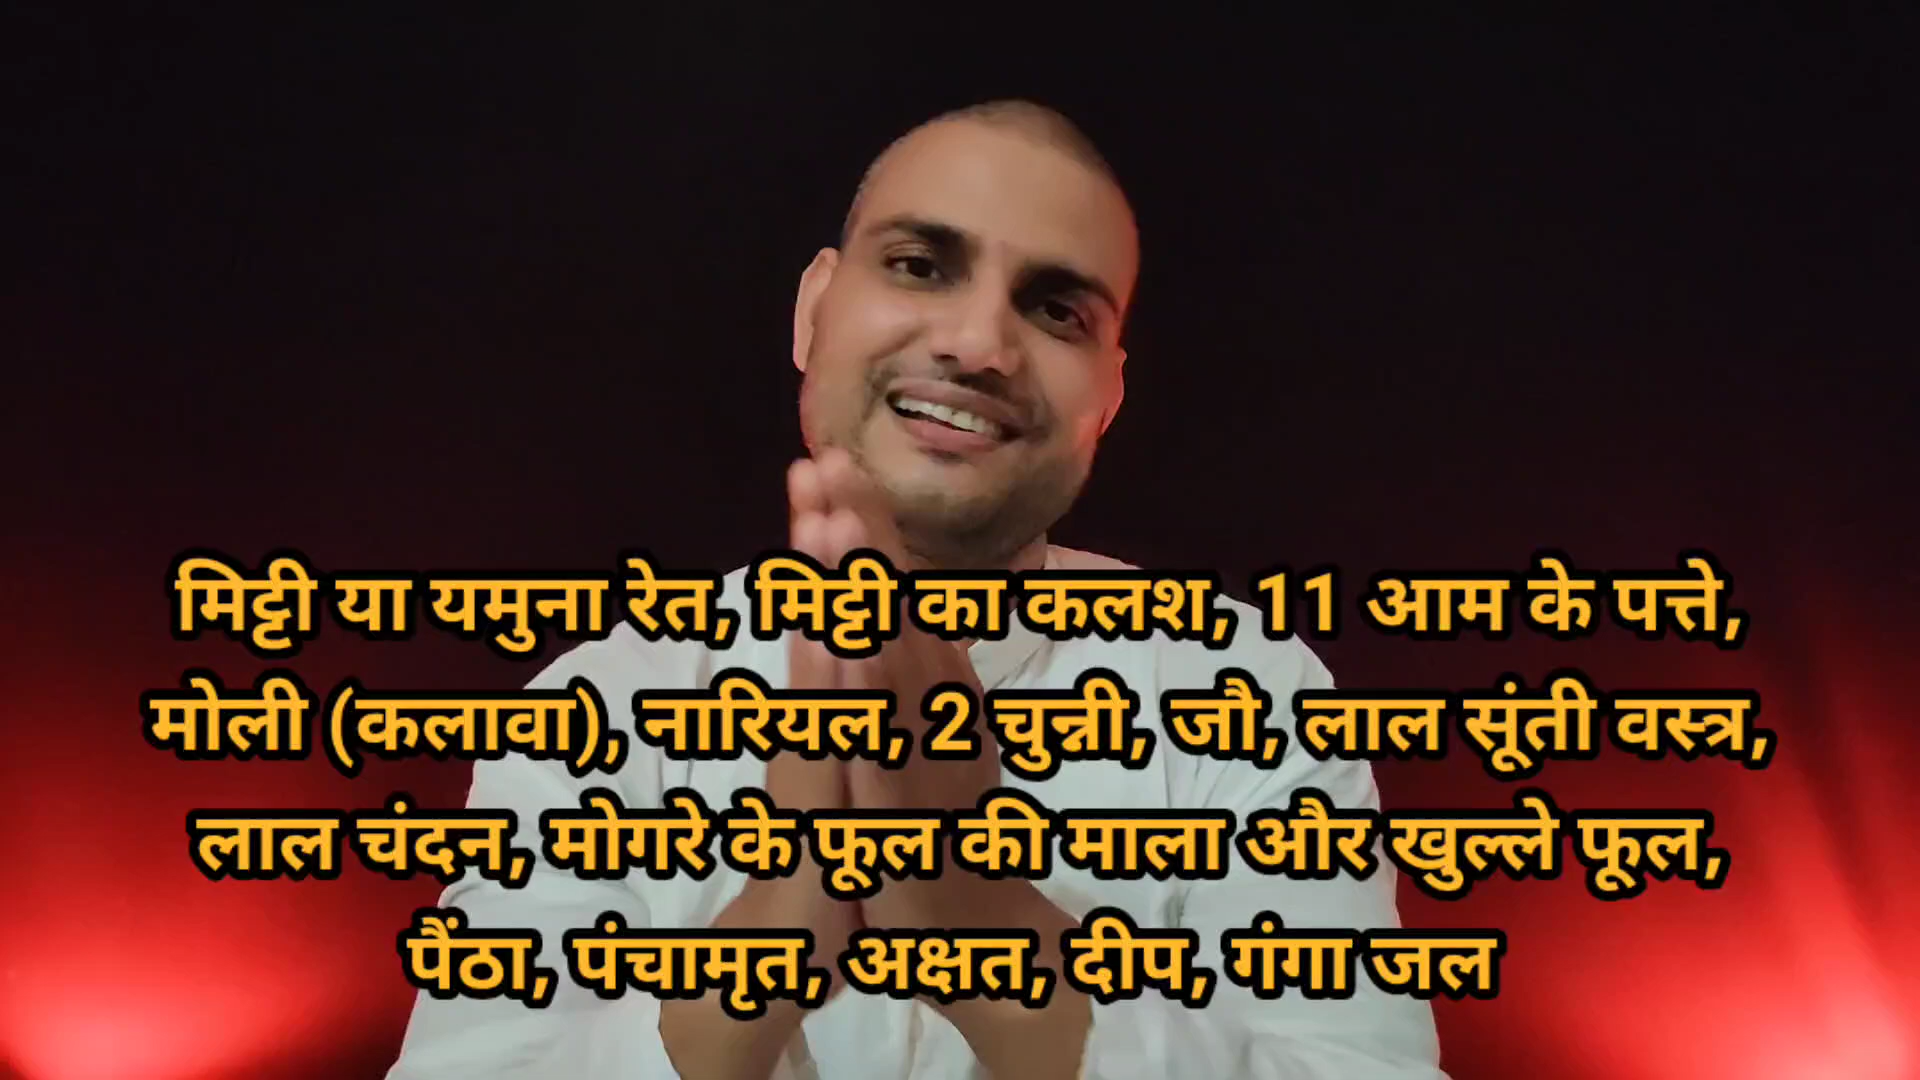 मिट्टी या यमुना रेत, मिट्टी का कलश, 11 आम के पत्ते,
मोली (कलावा), नारियल, 2 चुन्नी, जौ, लाल सूंती वस्त्र,
लाल चंदन, मोगरे के फूल की माला और खुल्ले फूल,
पैंठा, पंचामृत, अक्षत, दीप, गंगा जल